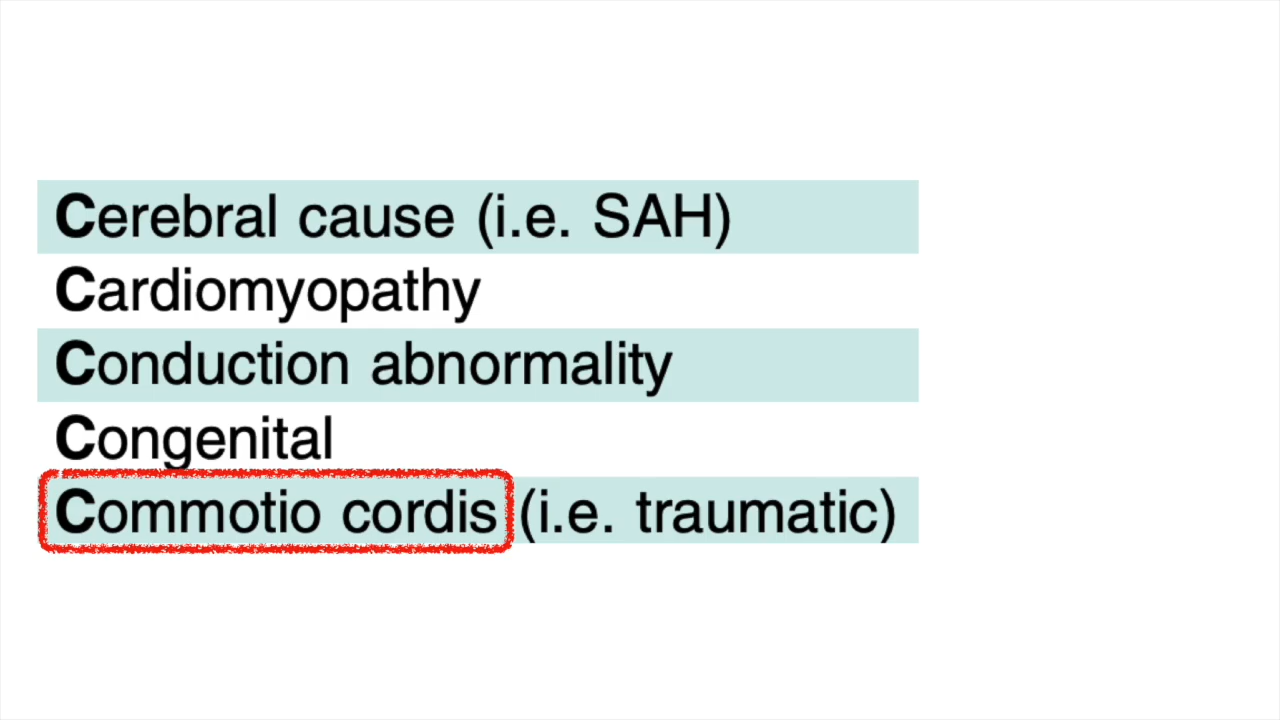 Cerebral cause (i.e. SAH)
Cardiomyopathy
Conduction abnormality
Congenital
Commotio cordis (i.e. traumatic)